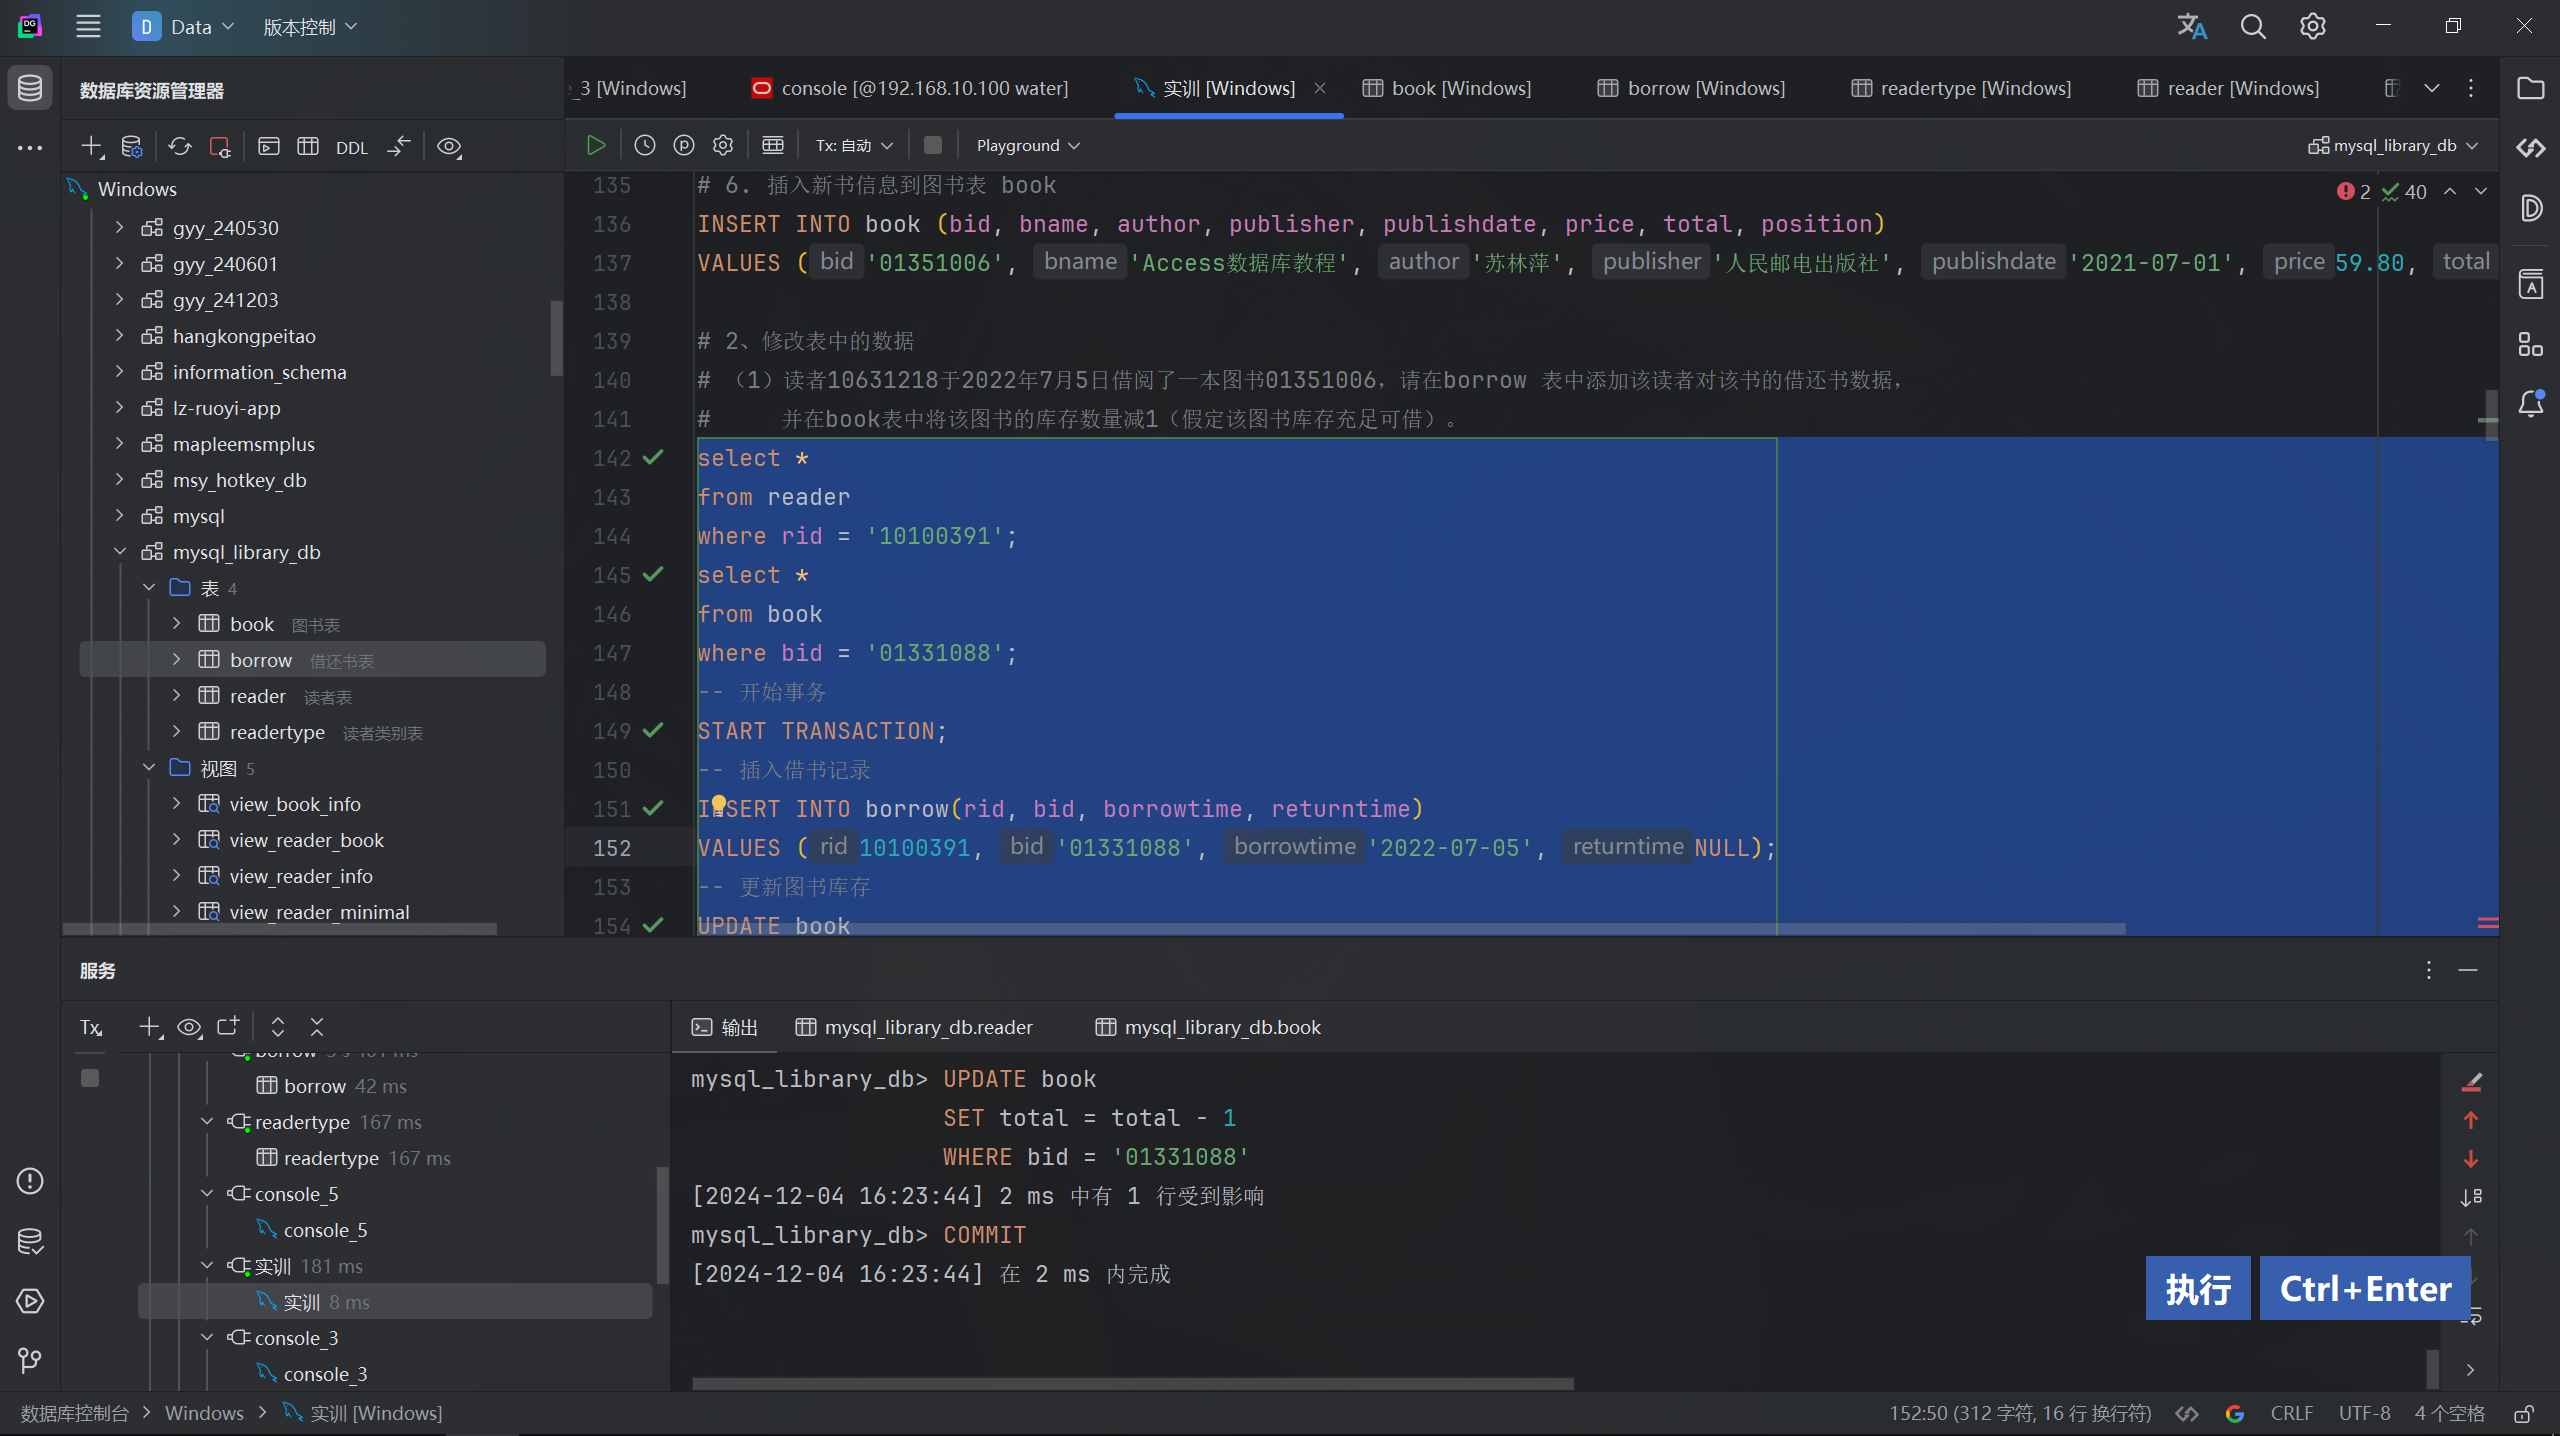 D Data 版本控制
数据库资源管理器
_3 [Windows] console [@192.168.10.100 water] 实训 [Windows] book [Windows] borrow [Windows] readertype [Windows] reader [Windows]
DDL
Tx: 自动 Playground mysql_library_db
Windows
gyy_240530
gyy_240601
gyy_241203
hangkongpeitao
information_schema
lz-ruoyi-app
mapleemsmplus
msy_hotkey_db
mysql
mysql_library_db
表 4
book 图书表
borrow 借还书表
reader 读者表
readertype 读者类别表
视图 5
view_book_info
view_reader_book
view_reader_info
view_reader_minimal
2 40
135 # 6. 插入新书信息到图书表 book
136 INSERT INTO book (bid, bname, author, publisher, publishdate, price, total, position)
137 VALUES ( bid '01351006', bname 'Access数据库教程', author '苏林萍', publisher '人民邮电出版社', publishdate '2021-07-01', price 59.80, total
138
139 # 2、修改表中的数据
140 # （1）读者10631218于2022年7月5日借阅了一本图书01351006，请在borrow 表中添加该读者对该书的借还书数据，
141 # 并在book表中将该图书的库存数量减1（假定该图书库存充足可借）。
142 select *
143 from reader
144 where rid = '10100391';
145 select *
146 from book
147 where bid = '01331088';
148 -- 开始事务
149 START TRANSACTION;
150 -- 插入借书记录
151 INSERT INTO borrow(rid, bid, borrowtime, returntime)
152 VALUES ( rid 10100391, bid '01331088', borrowtime '2022-07-05', returntime NULL);
153 -- 更新图书库存
154 UPDATE book
服务
Tx
borrow 3 s 181 ms
borrow 42 ms
readertype 167 ms
readertype 167 ms
console_5
console_5
实训 181 ms
实训 8 ms
console_3
console_3
输出 mysql_library_db.reader mysql_library_db.book
mysql_library_db> UPDATE book
SET total = total - 1
WHERE bid = '01331088'
[2024-12-04 16:23:44] 2 ms 中有 1 行受到影响
mysql_library_db> COMMIT
[2024-12-04 16:23:44] 在 2 ms 内完成
执行 Ctrl+Enter
数据库控制台 Windows 实训 [Windows] 152:50 (312 字符, 16 行 换行符) CRLF UTF-8 4 个空格